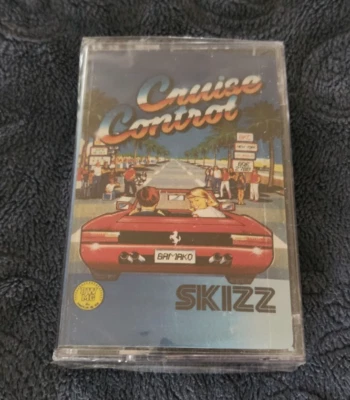 Cruise
Control
BAMAKO
SKIZZ